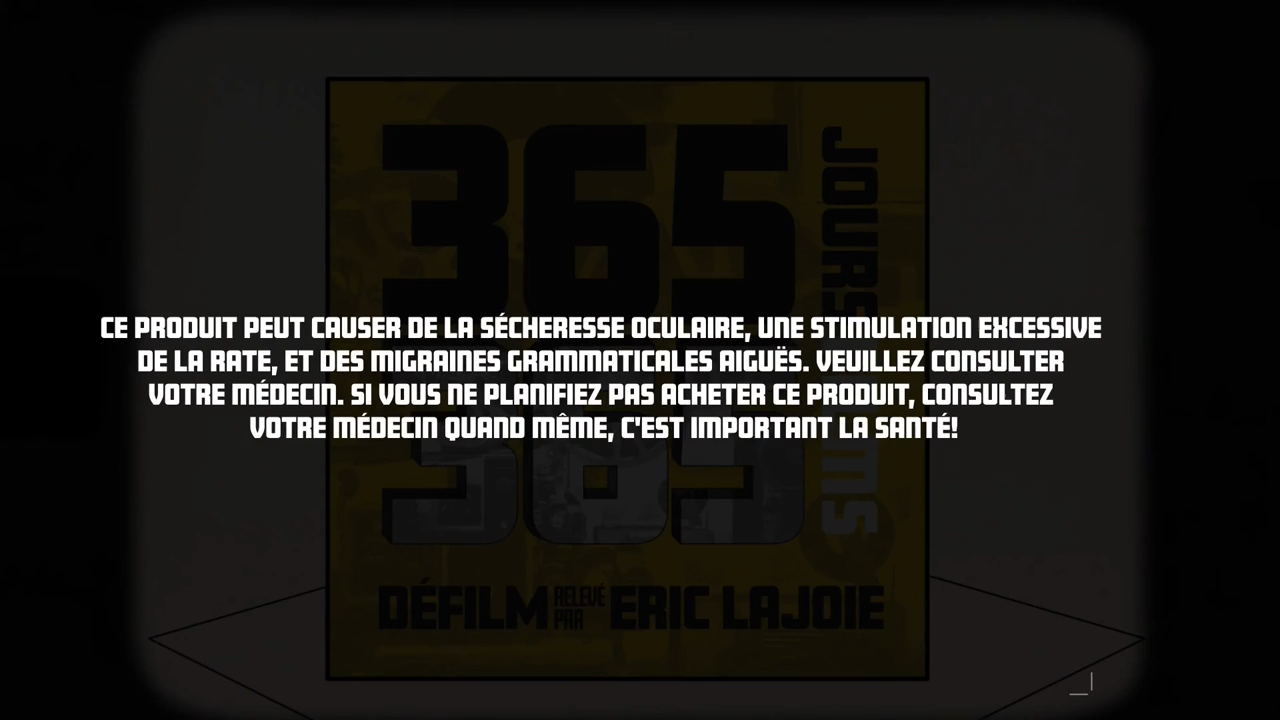 365
JOURS
CE PRODUIT PEUT CAUSER DE LA SÉCHERESSE OCULAIRE, UNE STIMULATION EXCESSIVE
DE LA RATE, ET DES MIGRAINES GRAMMATICALES AIGUËS. VEUILLEZ CONSULTER
VOTRE MÉDECIN. SI VOUS NE PLANIFIEZ PAS ACHETER CE PRODUIT, CONSULTEZ
VOTRE MÉDECIN QUAND MÊME, C'EST IMPORTANT LA SANTÉ!
365
DÉFILM RELEVÉ PAR ERIC LAJOIE